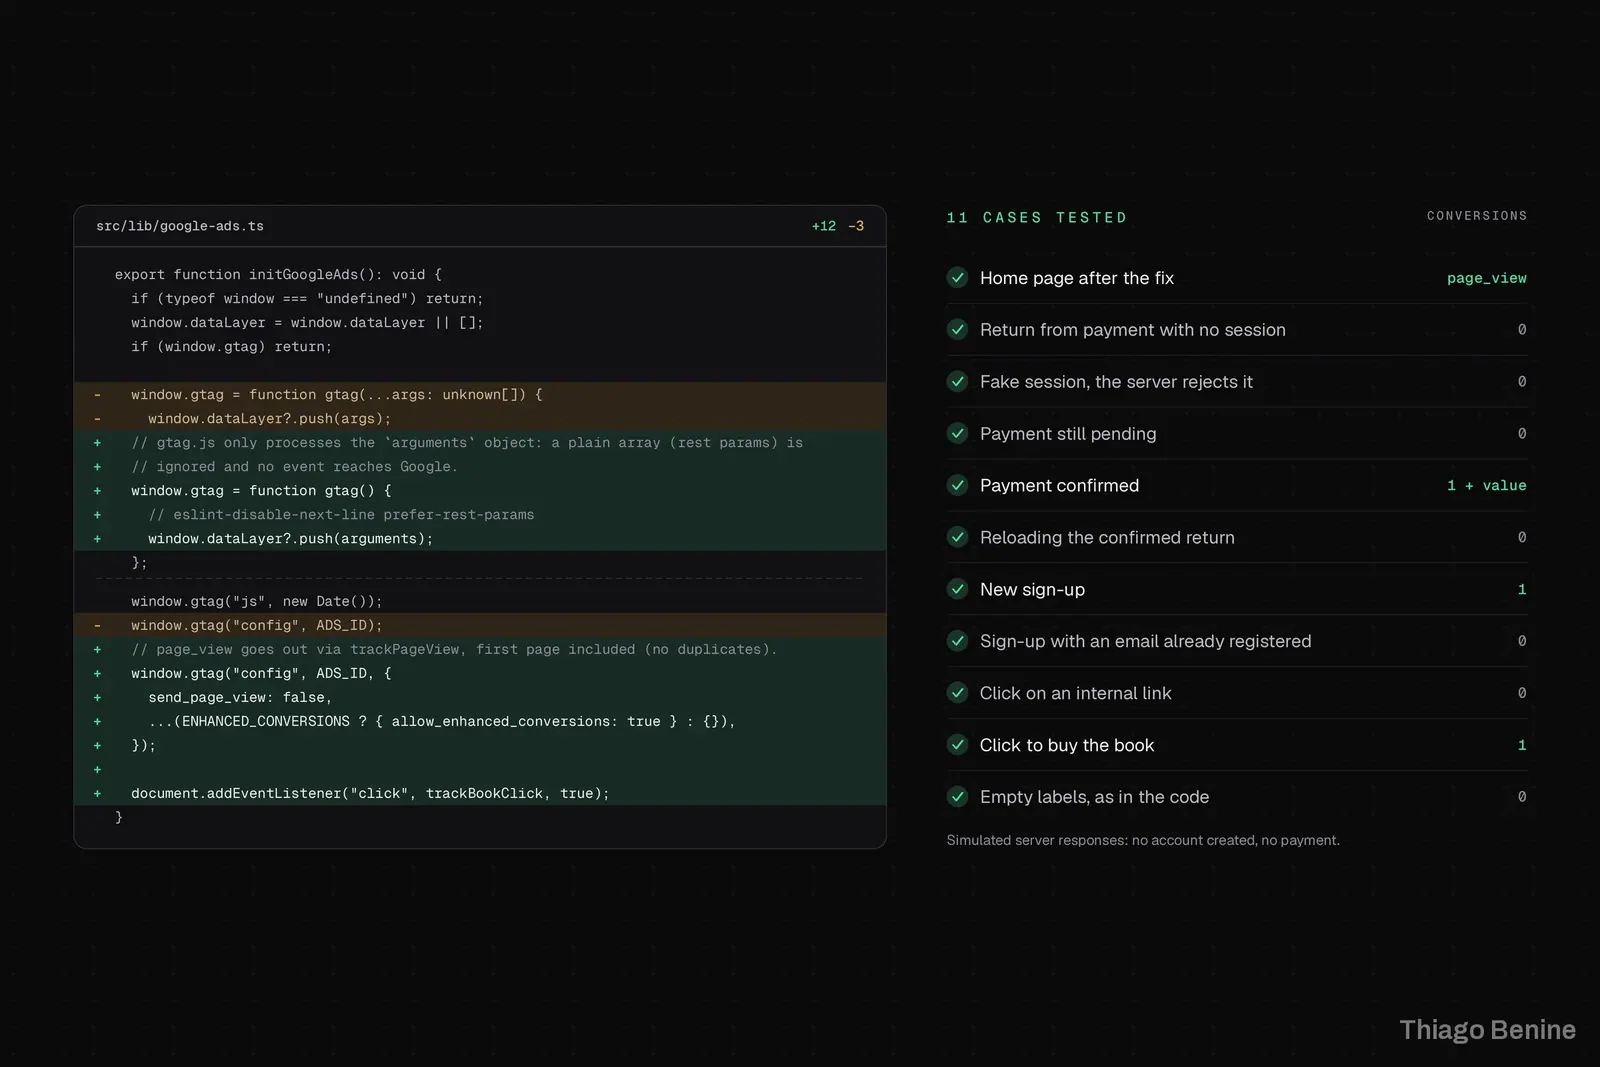 src/lib/google-ads.ts +12 −3
export function initGoogleAds(): void {
if (typeof window === "undefined") return;
window.dataLayer = window.dataLayer || [];
if (window.gtag) return;
- window.gtag = function gtag(...args: unknown[]) {
- window.dataLayer?.push(args);
+ // gtag.js only processes the `arguments` object: a plain array (rest params) is
+ // ignored and no event reaches Google.
+ window.gtag = function gtag() {
+ // eslint-disable-next-line prefer-rest-params
+ window.dataLayer?.push(arguments);
};
window.gtag("js", new Date());
- window.gtag("config", ADS_ID);
+ // page_view goes out via trackPageView, first page included (no duplicates).
+ window.gtag("config", ADS_ID, {
+ send_page_view: false,
+ ...(ENHANCED_CONVERSIONS ? { allow_enhanced_conversions: true } : {}),
+ });
+
+ document.addEventListener("click", trackBookClick, true);
}
11 CASES TESTED CONVERSIONS
Home page after the fix page_view
Return from payment with no session 0
Fake session, the server rejects it 0
Payment still pending 0
Payment confirmed 1 + value
Reloading the confirmed return 0
New sign-up 1
Sign-up with an email already registered 0
Click on an internal link 0
Click to buy the book 1
Empty labels, as in the code 0
Simulated server responses: no account created, no payment.
Thiago Benine